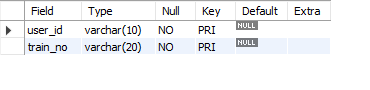 Field Type Null Key Default Extra
user_id varchar(10) NO PRI NULL
train_no varchar(20) NO PRI NULL